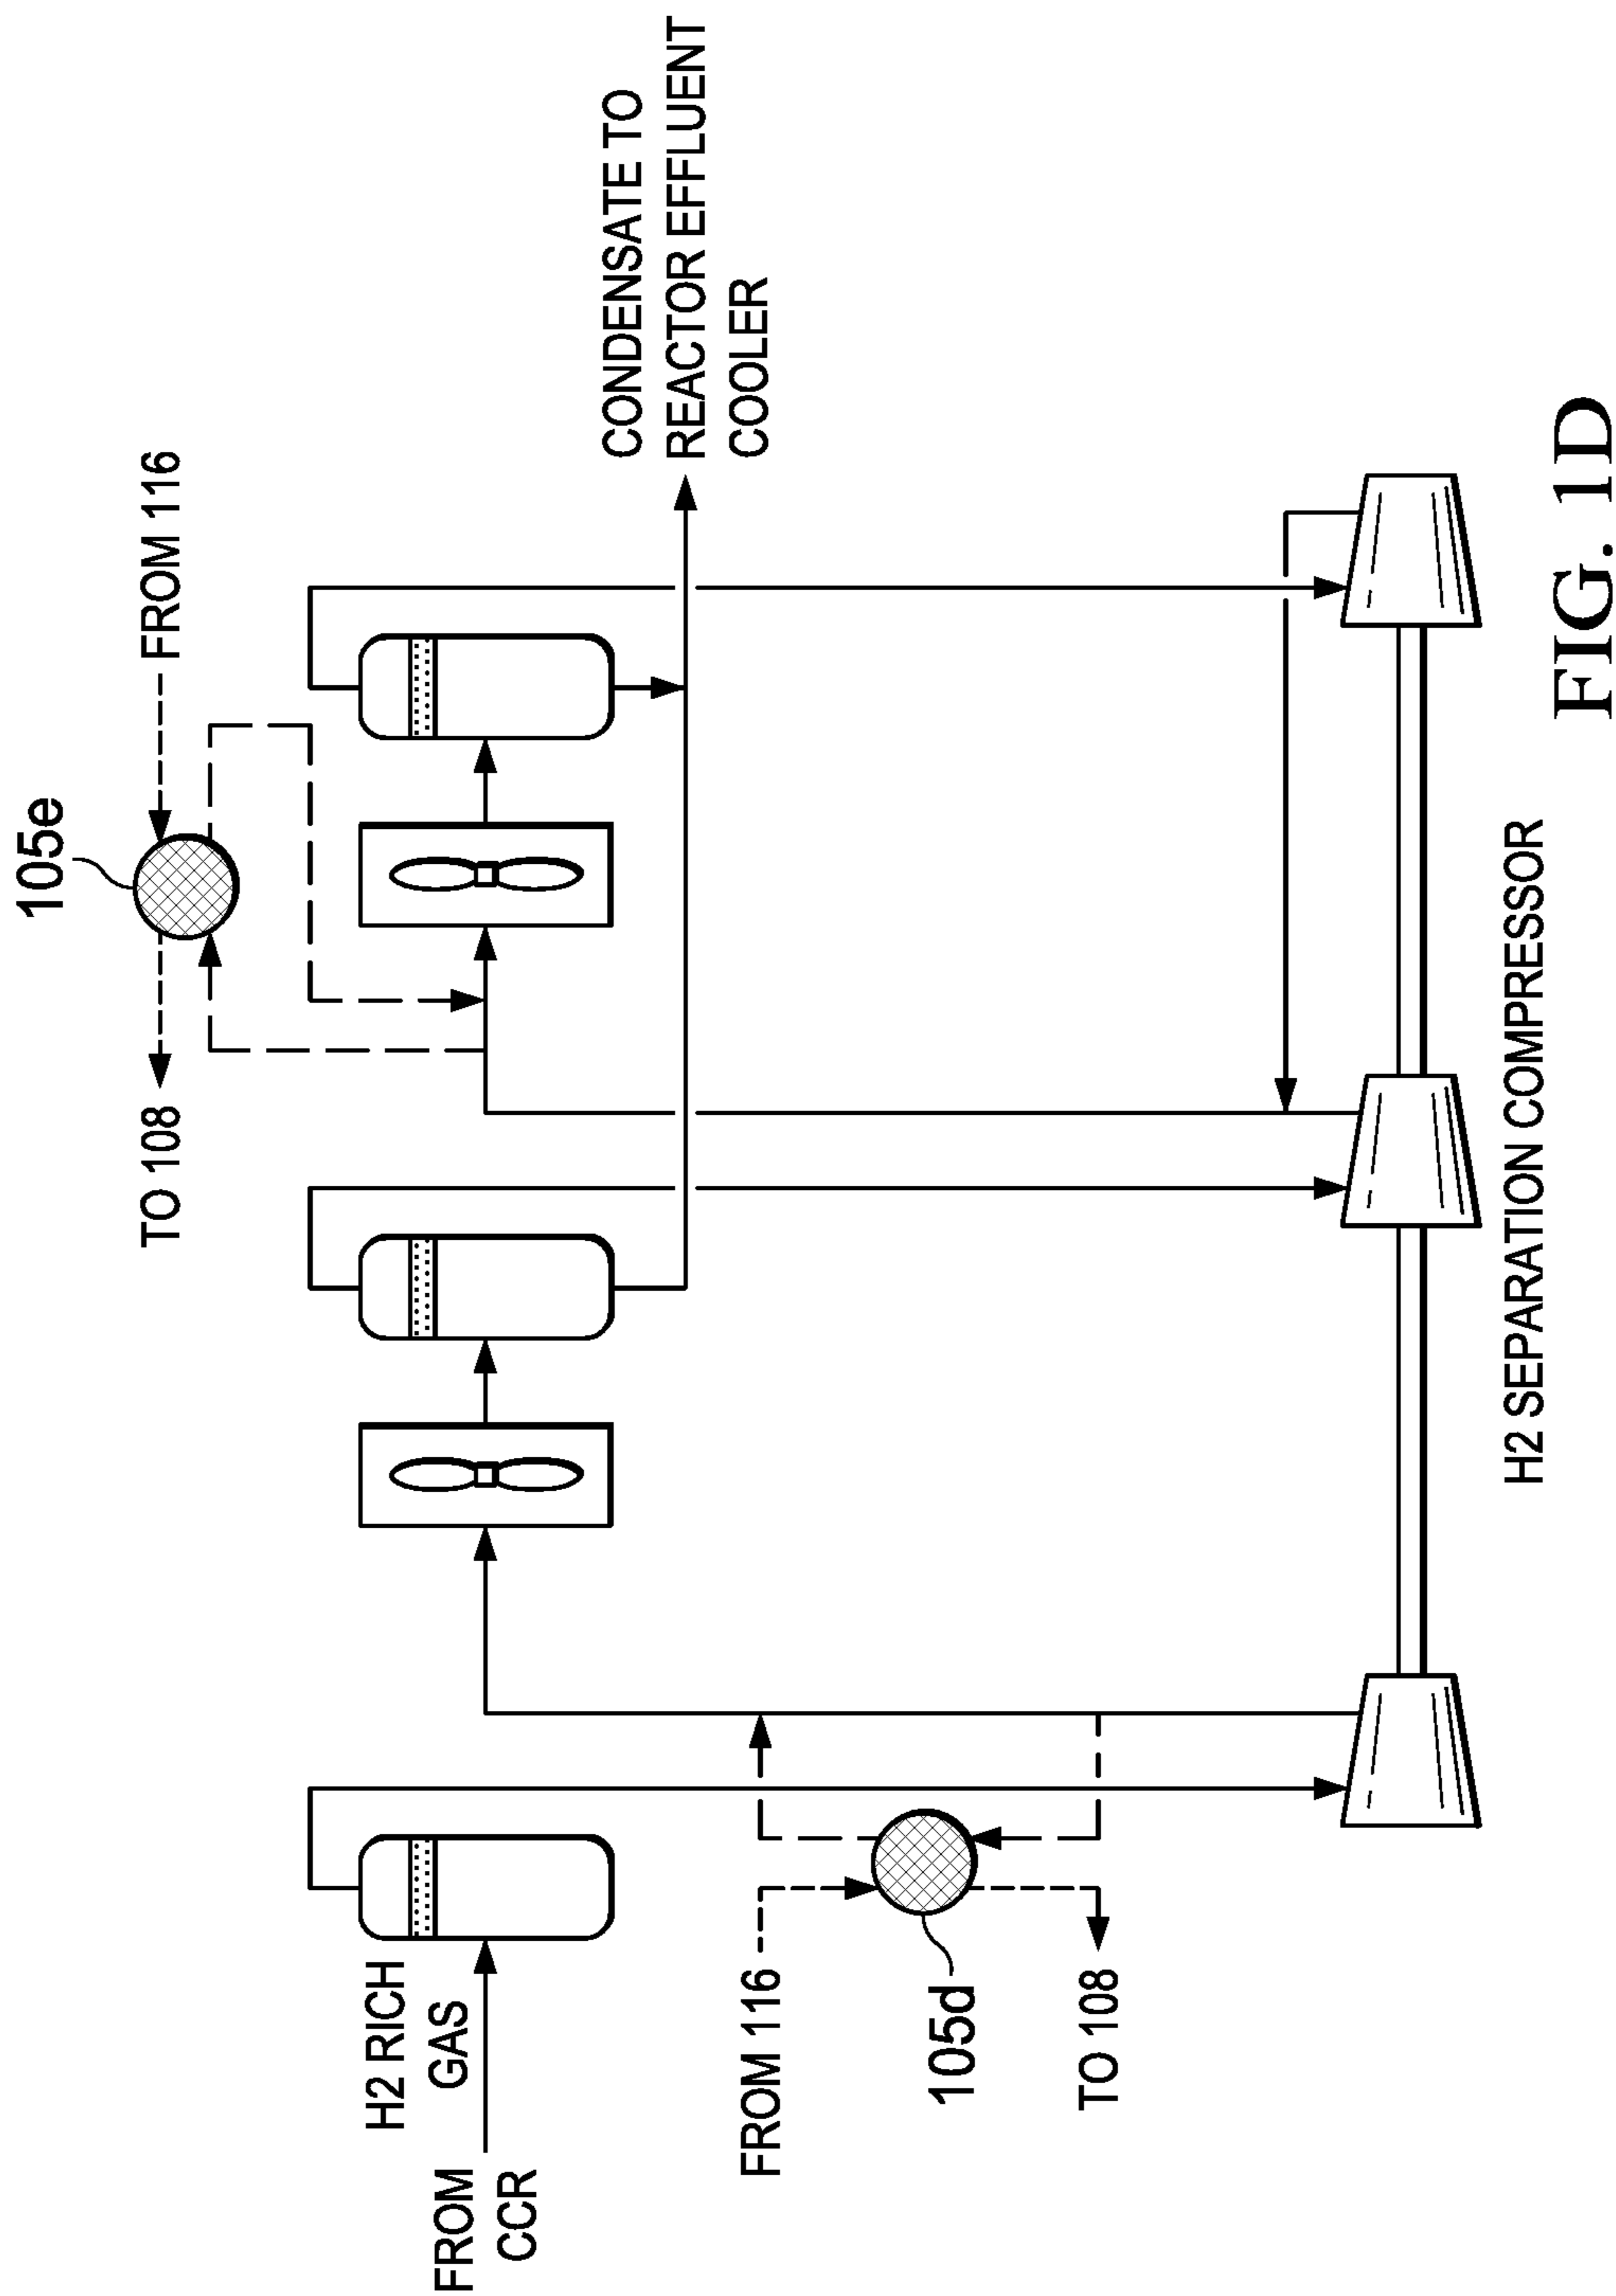 105e
TO 108
FROM 116
H2 RICH
GAS
FROM
CCR
CONDENSATE TO
REACTOR EFFLUENT
COOLER
FROM 116
105d
TO 108
H2 SEPARATION COMPRESSOR
FIG. 1D